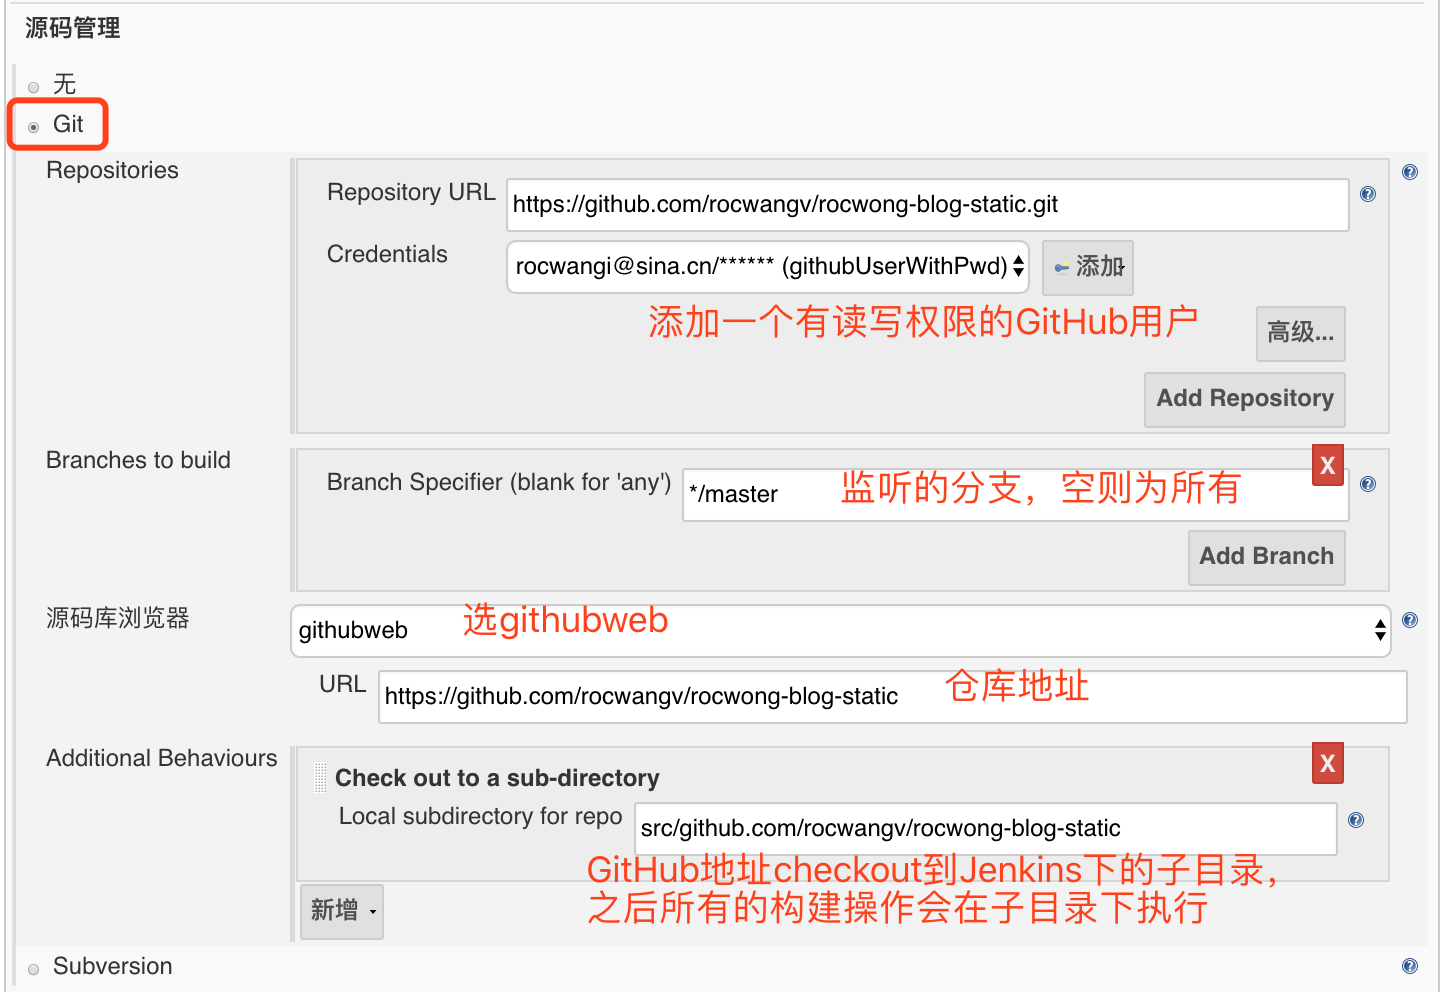 源码管理
无
Git
Repositories
Repository URL https://github.com/rocwangv/rocwong-blog-static.git
Credentials rocwangi@sina.cn/****** (githubUserWithPwd) 添加
添加一个有读写权限的GitHub用户
高级...
Add Repository
Branches to build
X
Branch Specifier (blank for 'any') */master 监听的分支，空则为所有
Add Branch
源码库浏览器 githubweb 选githubweb
URL https://github.com/rocwangv/rocwong-blog-static 仓库地址
Additional Behaviours
X
Check out to a sub-directory
Local subdirectory for repo src/github.com/rocwangv/rocwong-blog-static
GitHub地址checkout到Jenkins下的子目录，
之后所有的构建操作会在子目录下执行
新增
Subversion